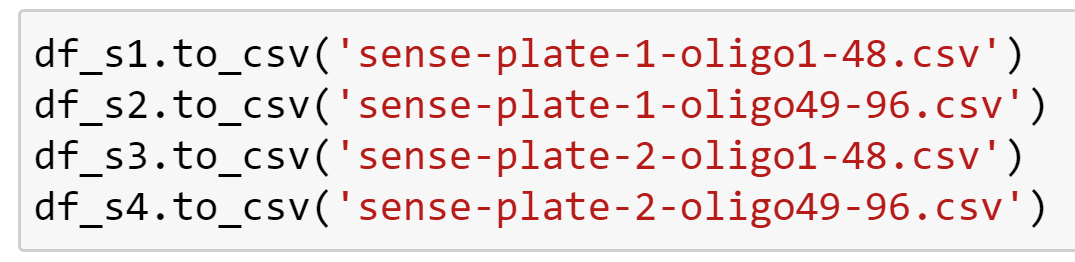 df_s1.to_csv('sense-plate-1-oligo1-48.csv')
df_s2.to_csv('sense-plate-1-oligo49-96.csv')
df_s3.to_csv('sense-plate-2-oligo1-48.csv')
df_s4.to_csv('sense-plate-2-oligo49-96.csv')